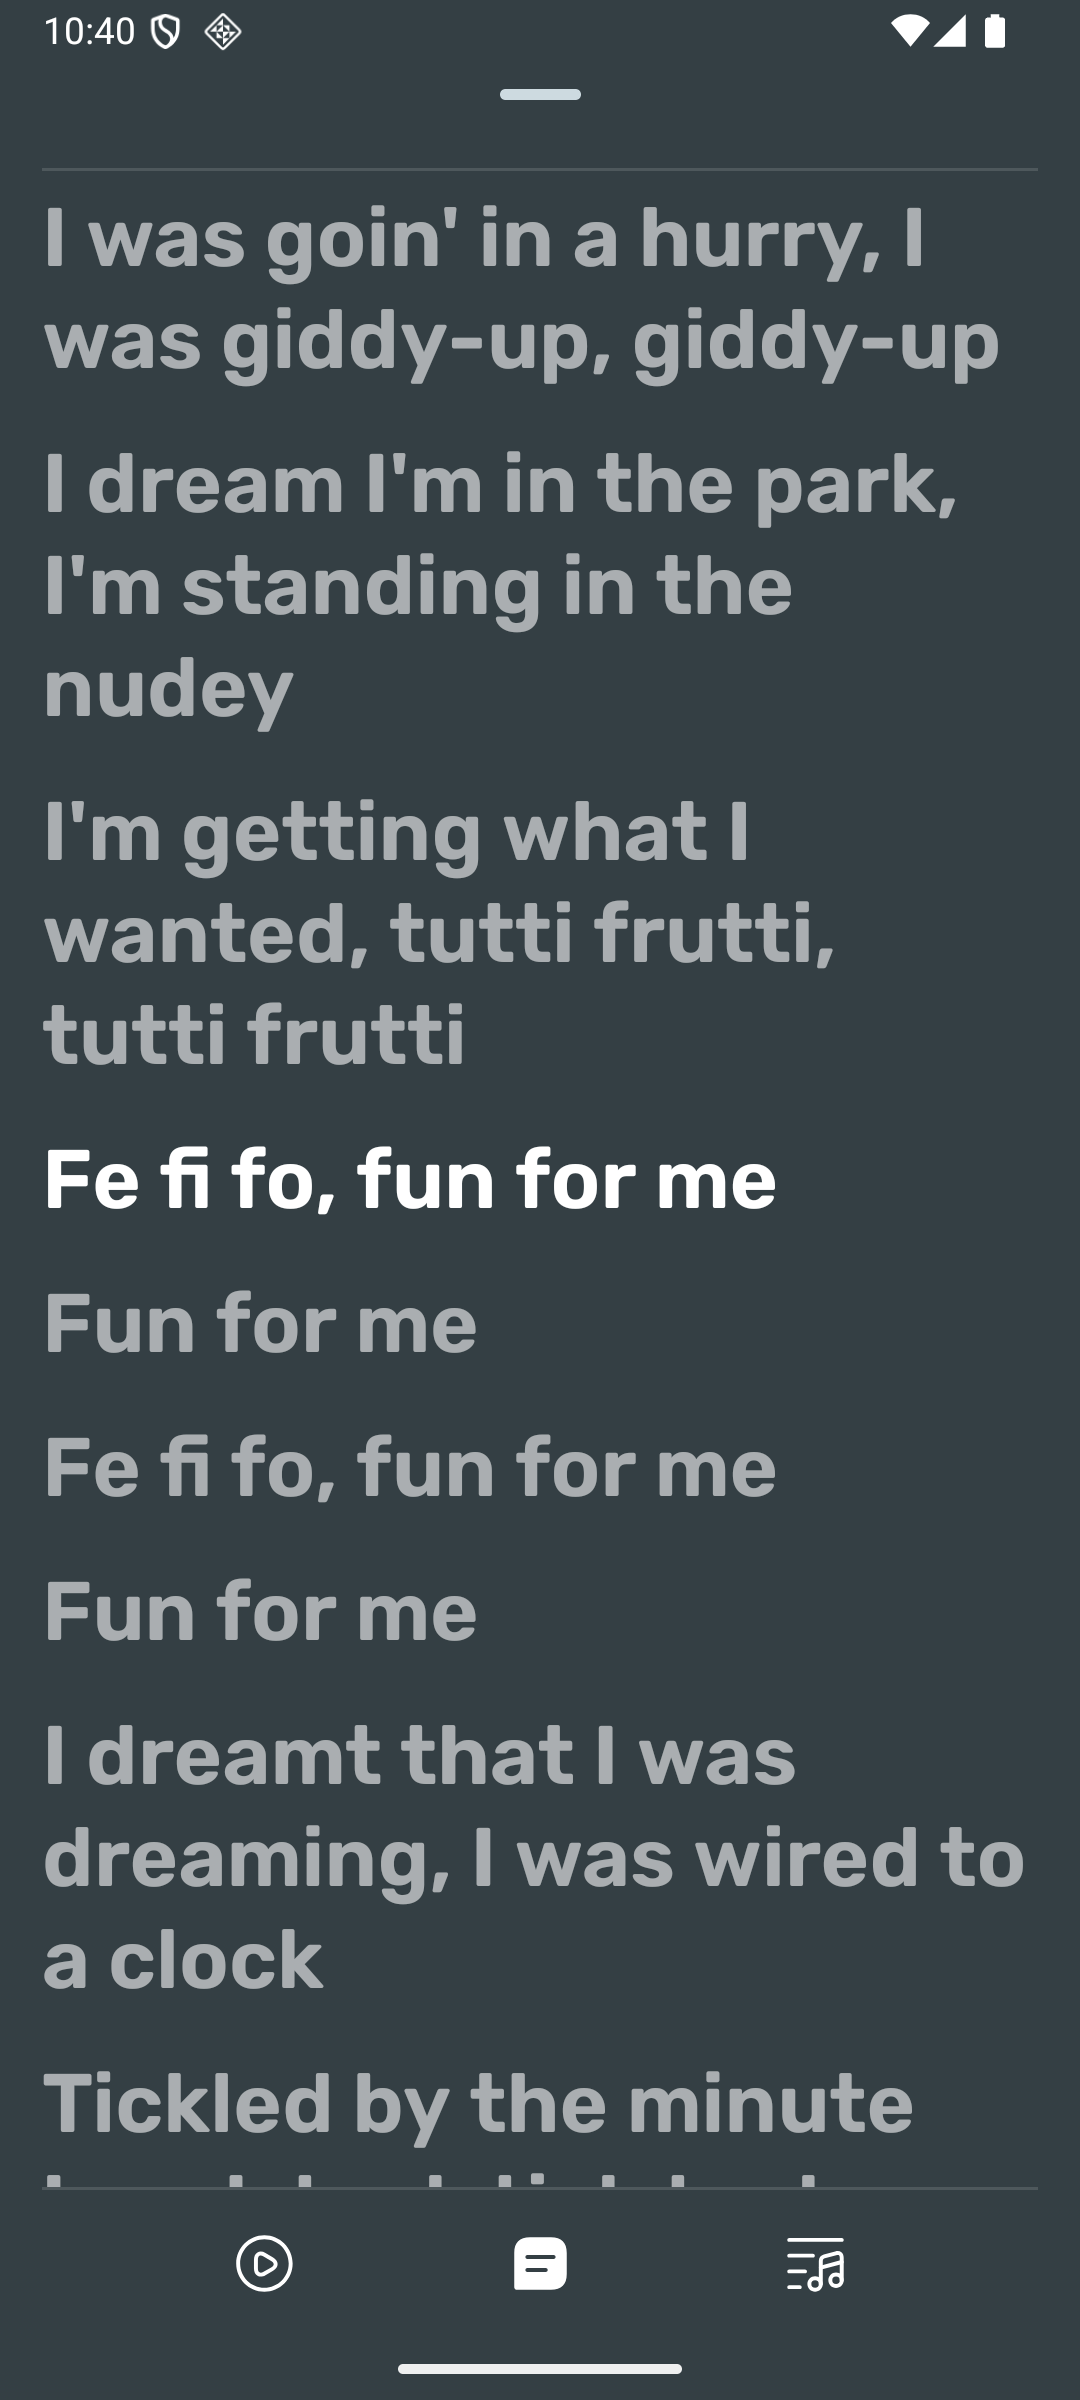 10:40
I was goin' in a hurry, I
was giddy-up, giddy-up
I dream I'm in the park,
I'm standing in the
nudey
I'm getting what I
wanted, tutti frutti,
tutti frutti
Fe fi fo, fun for me
Fun for me
Fe fi fo, fun for me
Fun for me
I dreamt that I was
dreaming, I was wired to
a clock
Tickled by the minute